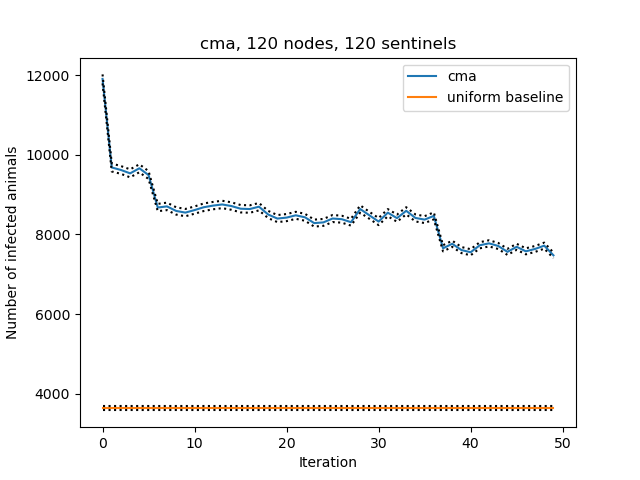 cma, 120 nodes, 120 sentinels
cma
uniform baseline
Number of infected animals
12000
10000
8000
6000
4000
0 10 20 30 40 50
Iteration